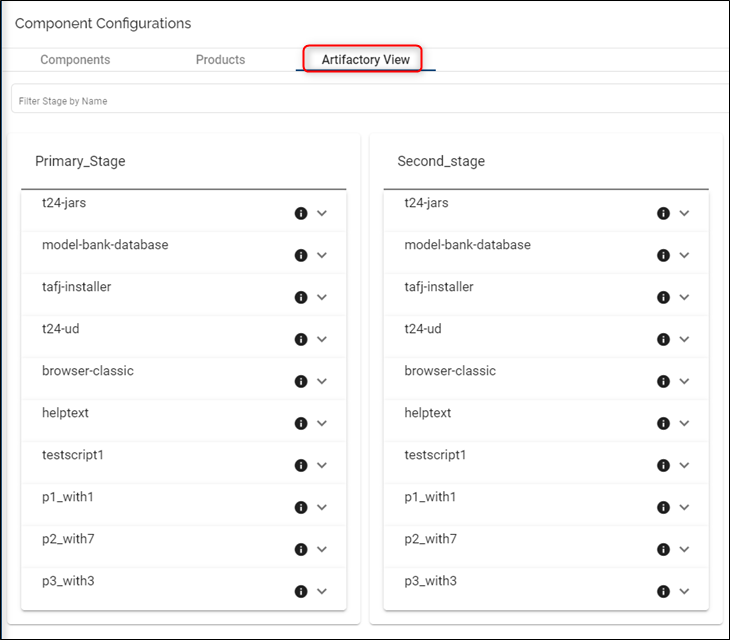 Component Configurations
Components Products Artifactory View
Filter Stage by Name
Primary_Stage
t24-jars
model-bank-database
tafj-installer
t24-ud
browser-classic
helptext
testscript1
p1_with1
p2_with7
p3_with3
Second_stage
t24-jars
model-bank-database
tafj-installer
t24-ud
browser-classic
helptext
testscript1
p1_with1
p2_with7
p3_with3